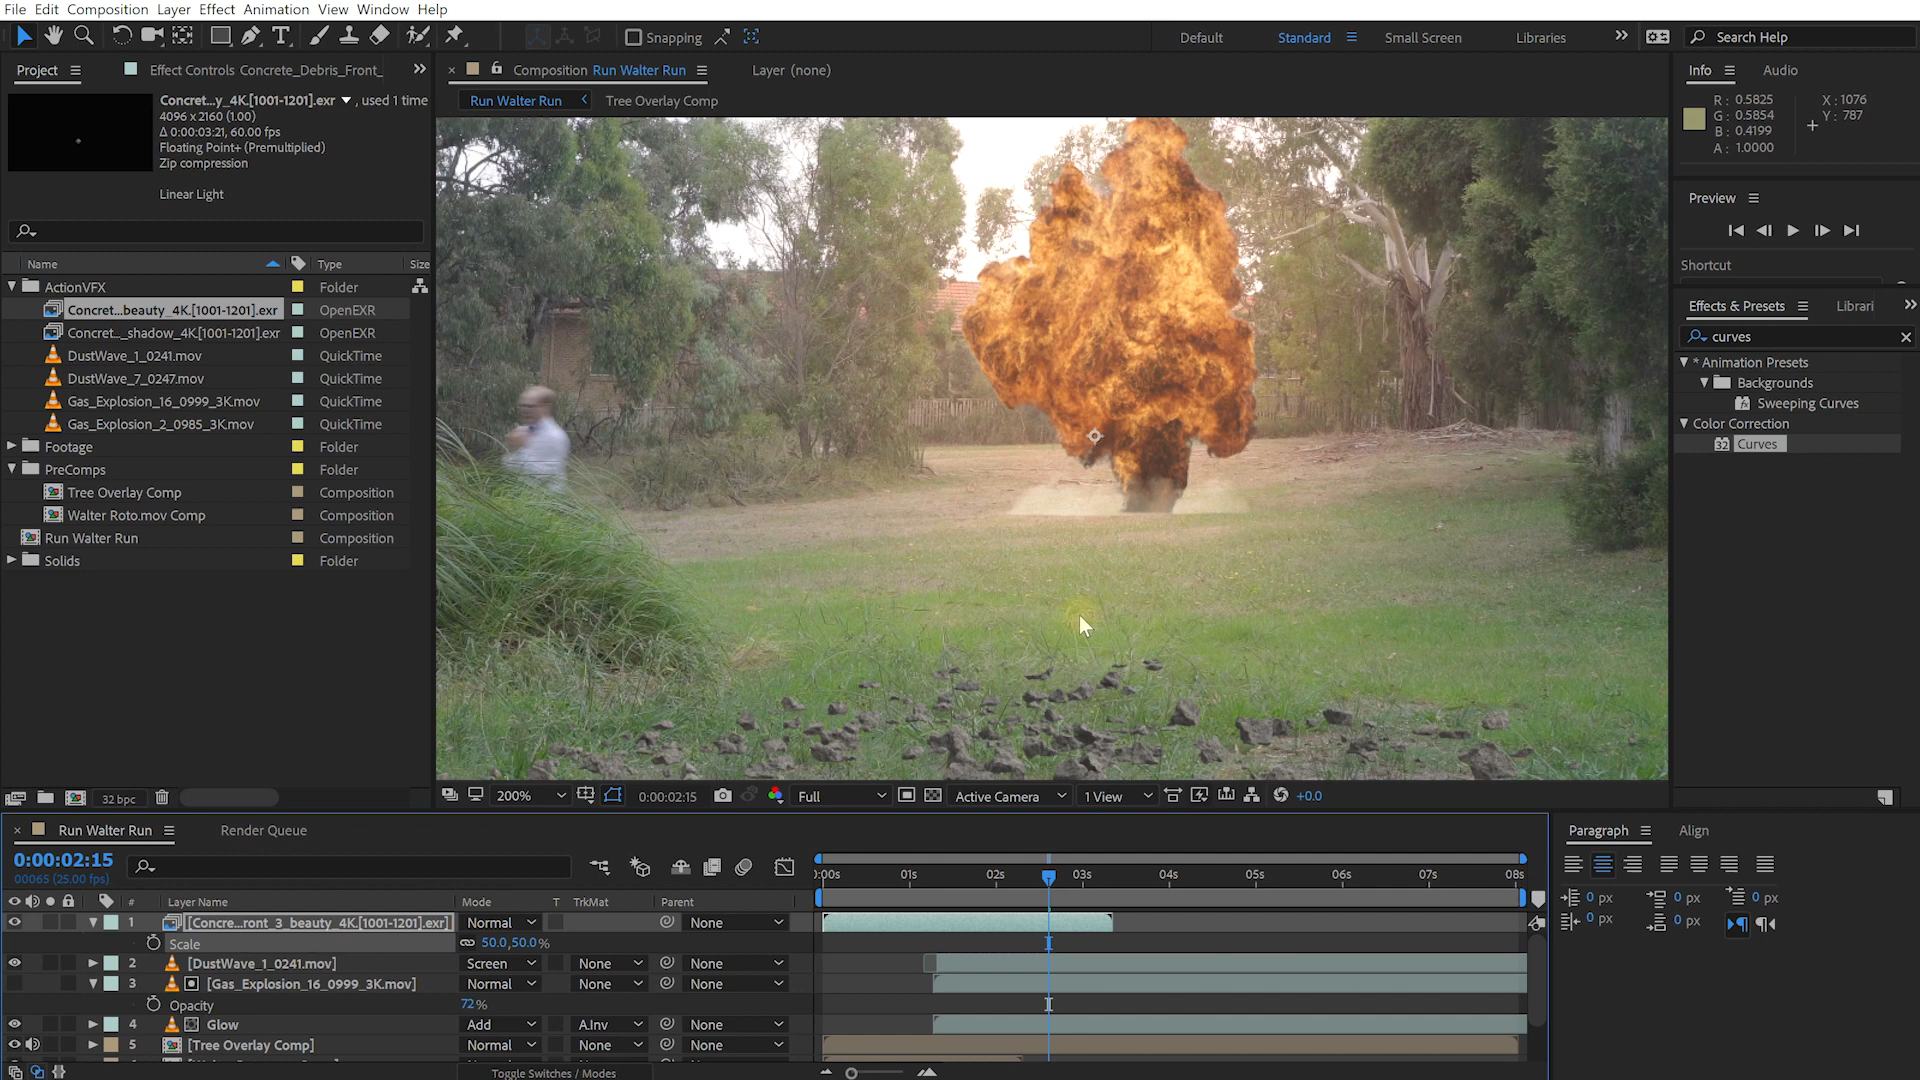 File Edit Composition Layer Effect Animation View Window Help
Snapping
Default Standard Small Screen Libraries
Search Help
Project
Effect Controls Concrete_Debris_Front_
Composition Run Walter Run
Layer (none)
Run Walter Run
Tree Overlay Comp
Concret...y_4K.[1001-1201].exr , used 1 time
4096 x 2160 (1.00)
Δ 0:00:03:21, 60.00 fps
Floating Point+ (Premultiplied)
Zip compression
Linear Light
Name Type Size
ActionVFX Folder
Concret...beauty_4K.[1001-1201].exr OpenEXR
Concret..._shadow_4K.[1001-1201].exr OpenEXR
DustWave_1_0241.mov QuickTime
DustWave_7_0247.mov QuickTime
Gas_Explosion_16_0999_3K.mov QuickTime
Gas_Explosion_2_0985_3K.mov QuickTime
Footage Folder
PreComps Folder
Tree Overlay Comp Composition
Walter Roto.mov Comp Composition
Run Walter Run Composition
Solids Folder
32 bpc
200% 0:00:02:15 Full Active Camera 1 View +0.0
Info Audio
R: 0.5825 X: 1076
G: 0.5854 Y: 787
B: 0.4199
A: 1.0000
Preview
Shortcut
Effects & Presets Librari
curves
* Animation Presets
Backgrounds
Sweeping Curves
Color Correction
32 Curves
Run Walter Run
Render Queue
0:00:02:15
00065 (25.00 fps)
:00s 01s 02s 03s 04s 05s 06s 07s 08s
# Layer Name Mode T TrkMat Parent
1 [Concre...ront_3_beauty_4K.[1001-1201].exr] Normal None
Scale 50.0,50.0%
2 [DustWave_1_0241.mov] Screen None None
3 [Gas_Explosion_16_0999_3K.mov] Normal None None
Opacity 72%
4 Glow Add A.Inv None
5 [Tree Overlay Comp] Normal None None
Toggle Switches / Modes
Paragraph Align
0 px 0 px 0 px
0 px 0 px